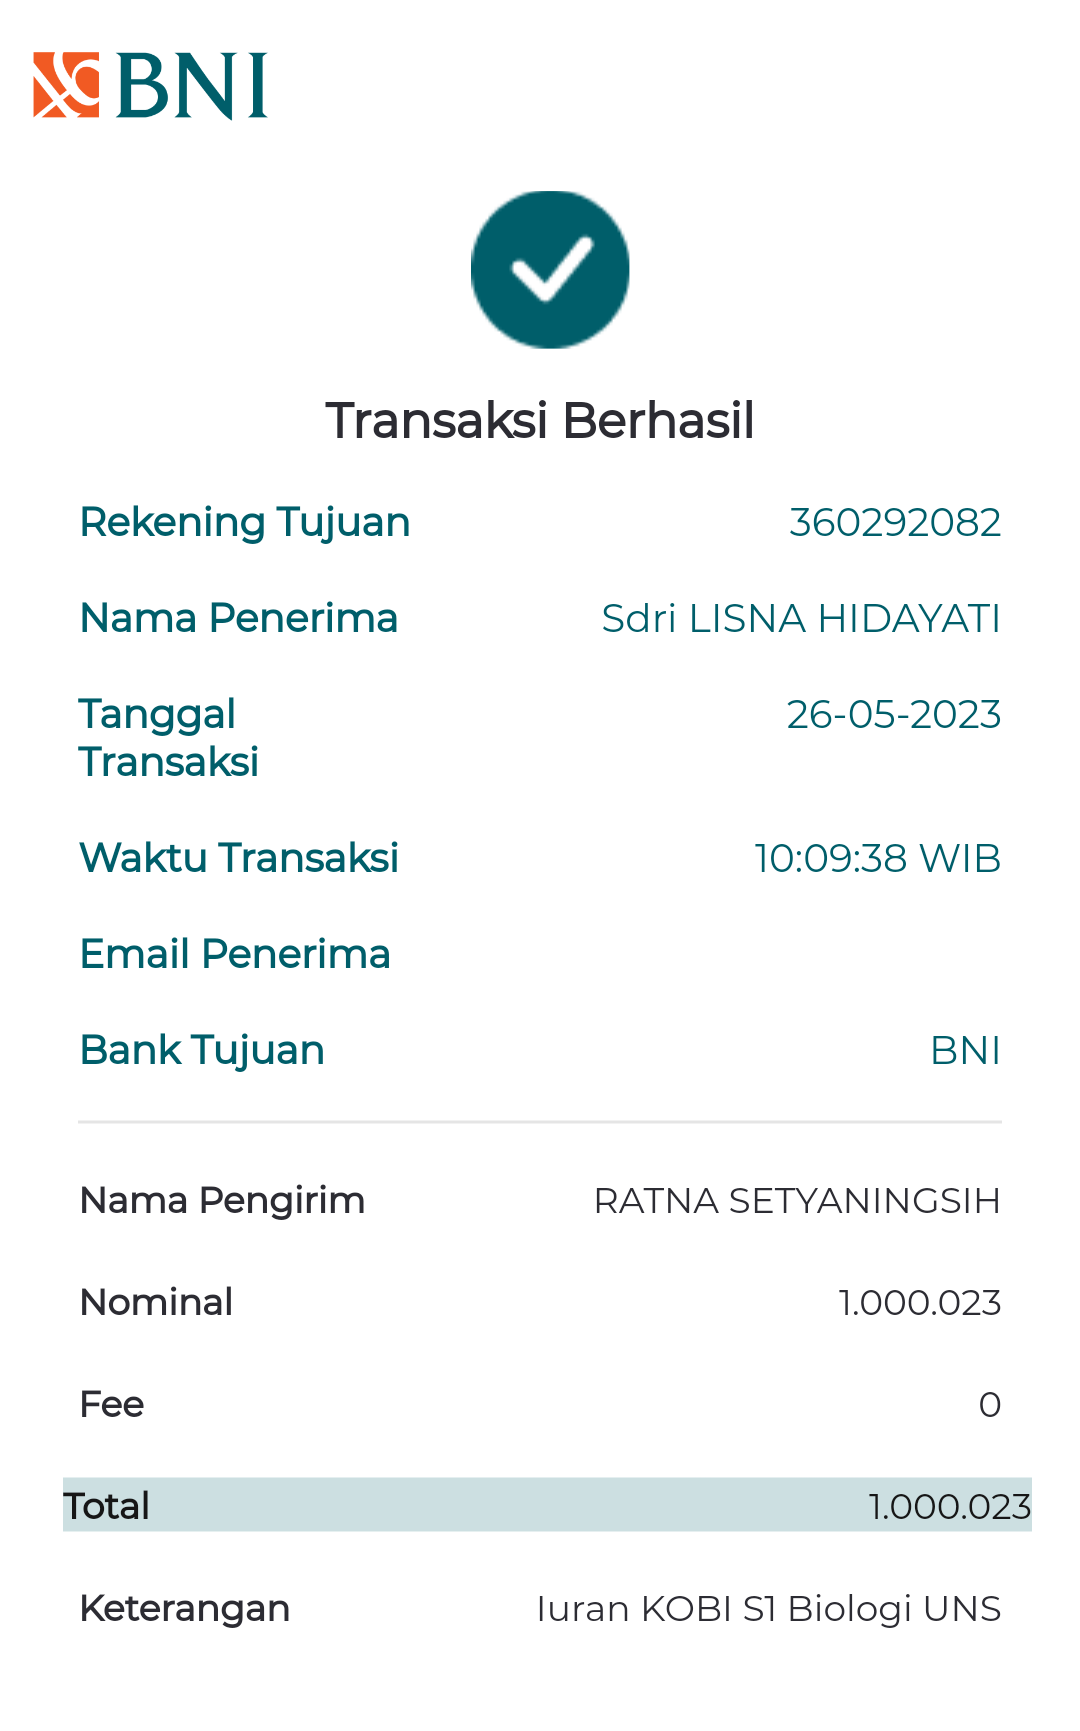 BNI
Transaksi Berhasil
Rekening Tujuan 360292082
Nama Penerima Sdri LISNA HIDAYATI
Tanggal 26-05-2023
Transaksi
Waktu Transaksi 10:09:38 WIB
Email Penerima
Bank Tujuan BNI
Nama Pengirim RATNA SETYANINGSIH
Nominal 1.000.023
Fee 0
Total 1.000.023
Keterangan Iuran KOBI S1 Biologi UNS